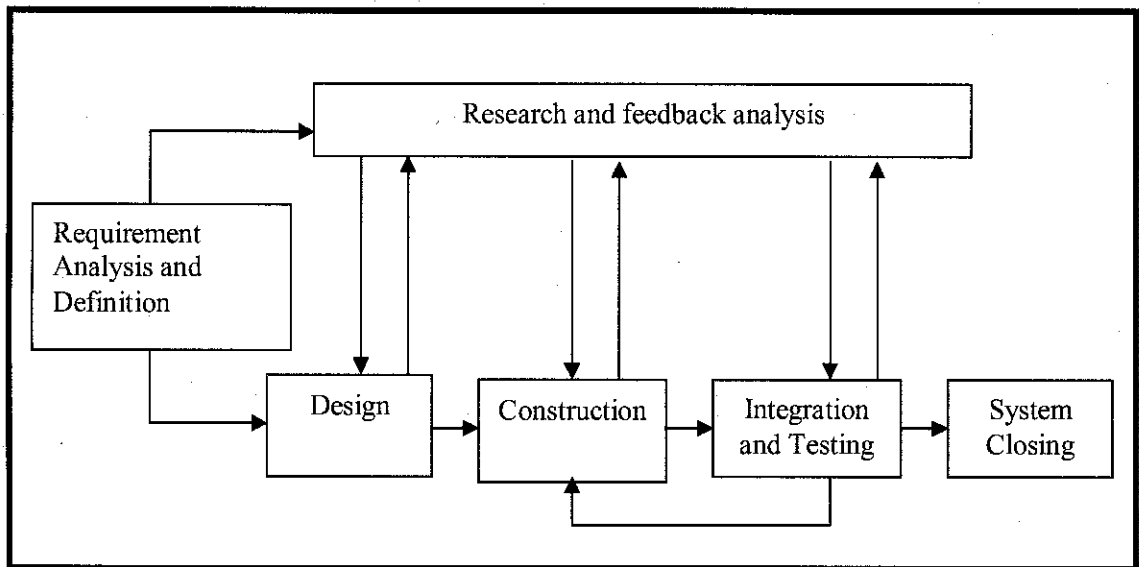 Research and feedback analysis
Requirement
Analysis and
Definition
Design
Construction
Integration
and Testing
System
Closing